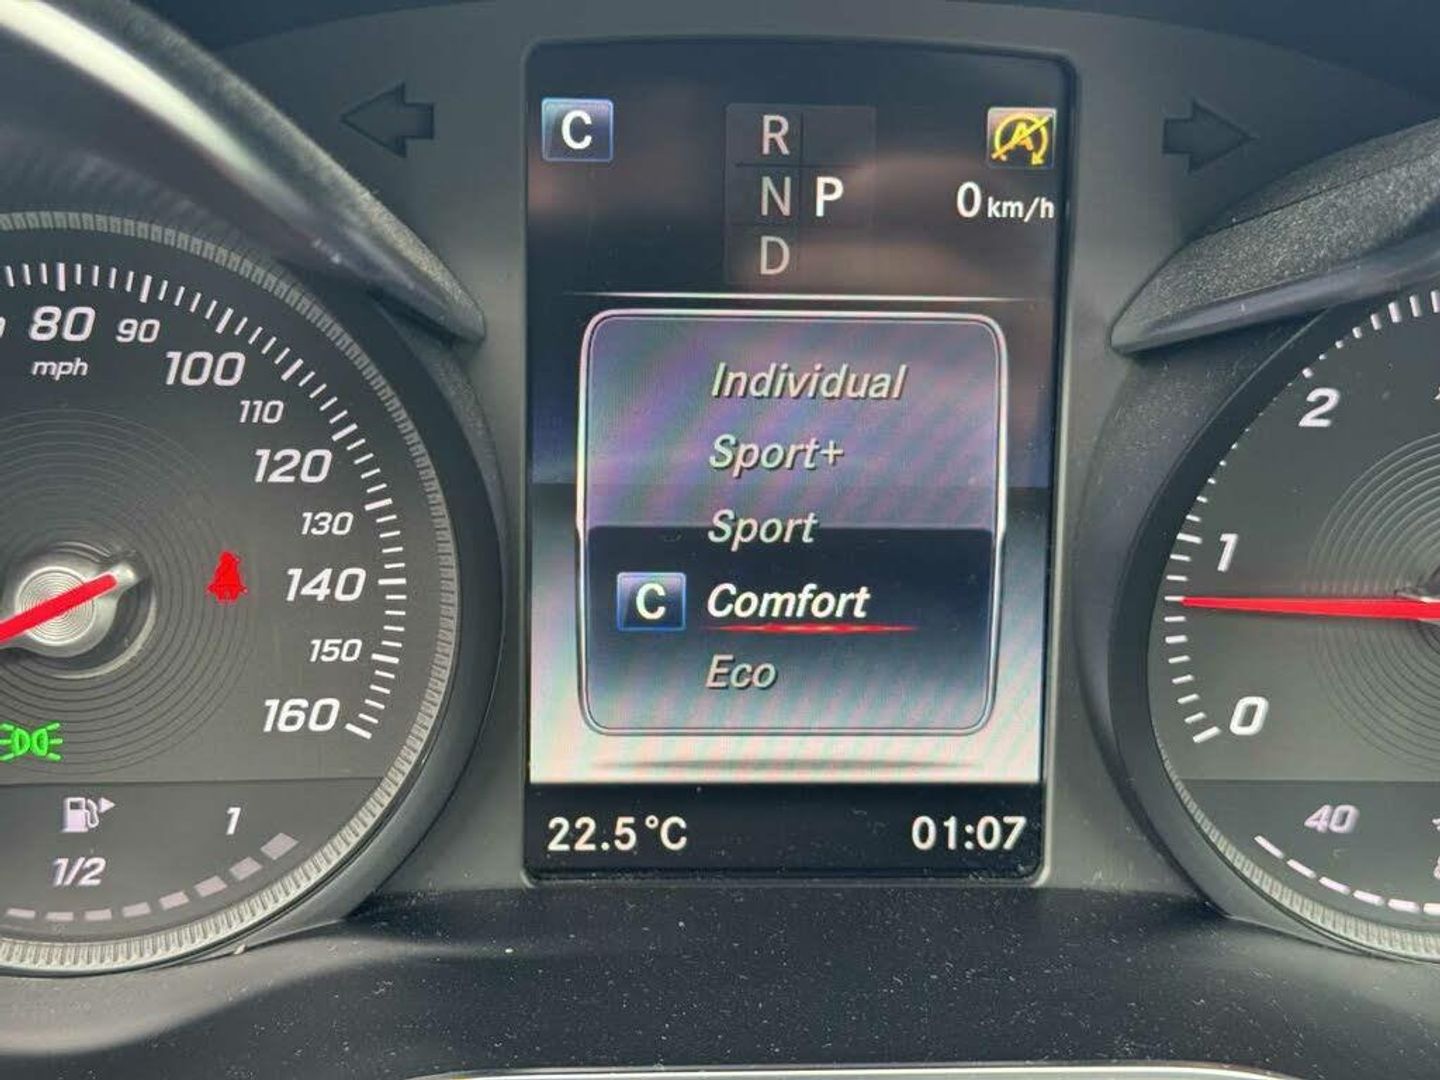 C
R
N P
D
0 km/h
Individual
Sport+
Sport
C Comfort
Eco
22.5°C
01:07
80
90
mph
100
110
120
130
140
150
160
1
1/2
2
1
0
40